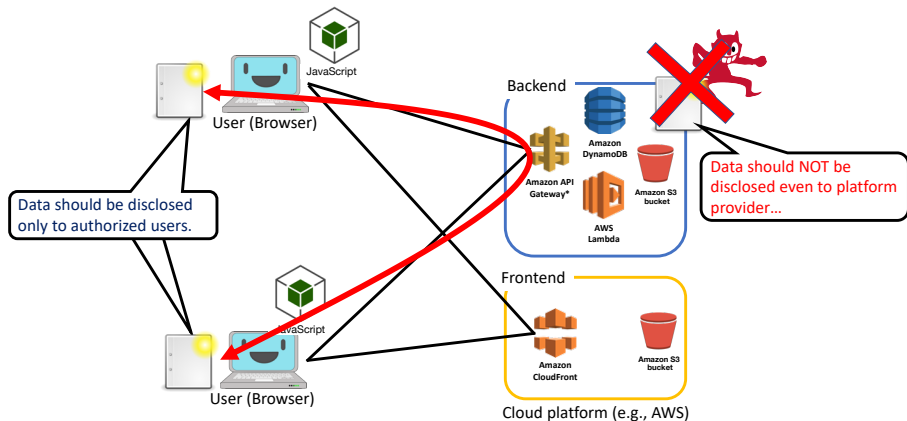 JavaScript
User (Browser)
Backend
Amazon
DynamoDB
Amazon API
Gateway*
Amazon S3
bucket
AWS
Lambda
Data should NOT be
disclosed even to platform
provider…
Data should be disclosed
only to authorized users.
Frontend
JavaScript
User (Browser)
Amazon
CloudFront
Amazon S3
bucket
Cloud platform (e.g., AWS)